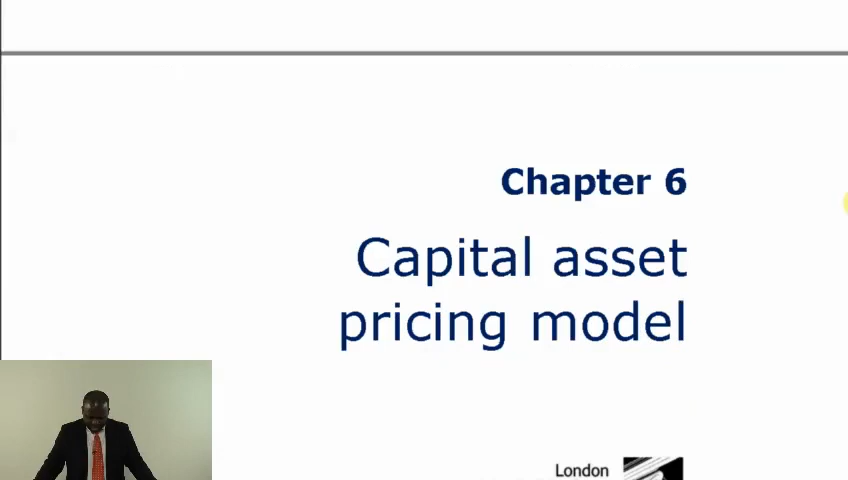 Chapter 6
Capital asset
pricing model
London